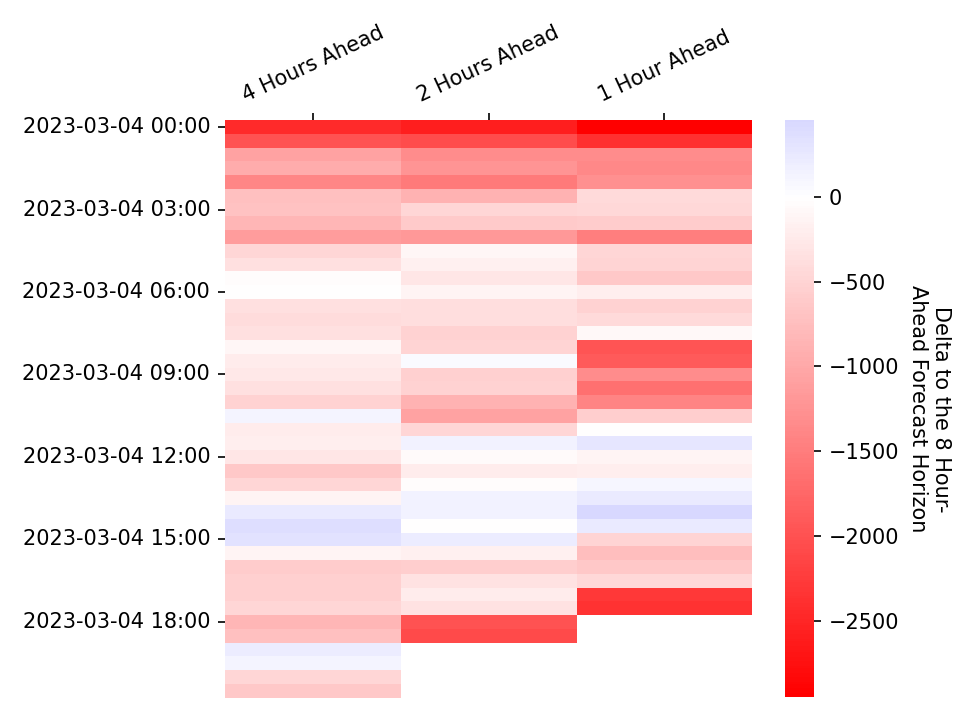 4 Hours Ahead
2 Hours Ahead
1 Hour Ahead
2023-03-04 00:00
2023-03-04 03:00
2023-03-04 06:00
2023-03-04 09:00
2023-03-04 12:00
2023-03-04 15:00
2023-03-04 18:00
0
−500
−1000
−1500
−2000
−2500
Delta to the 8 Hour-
Ahead Forecast Horizon